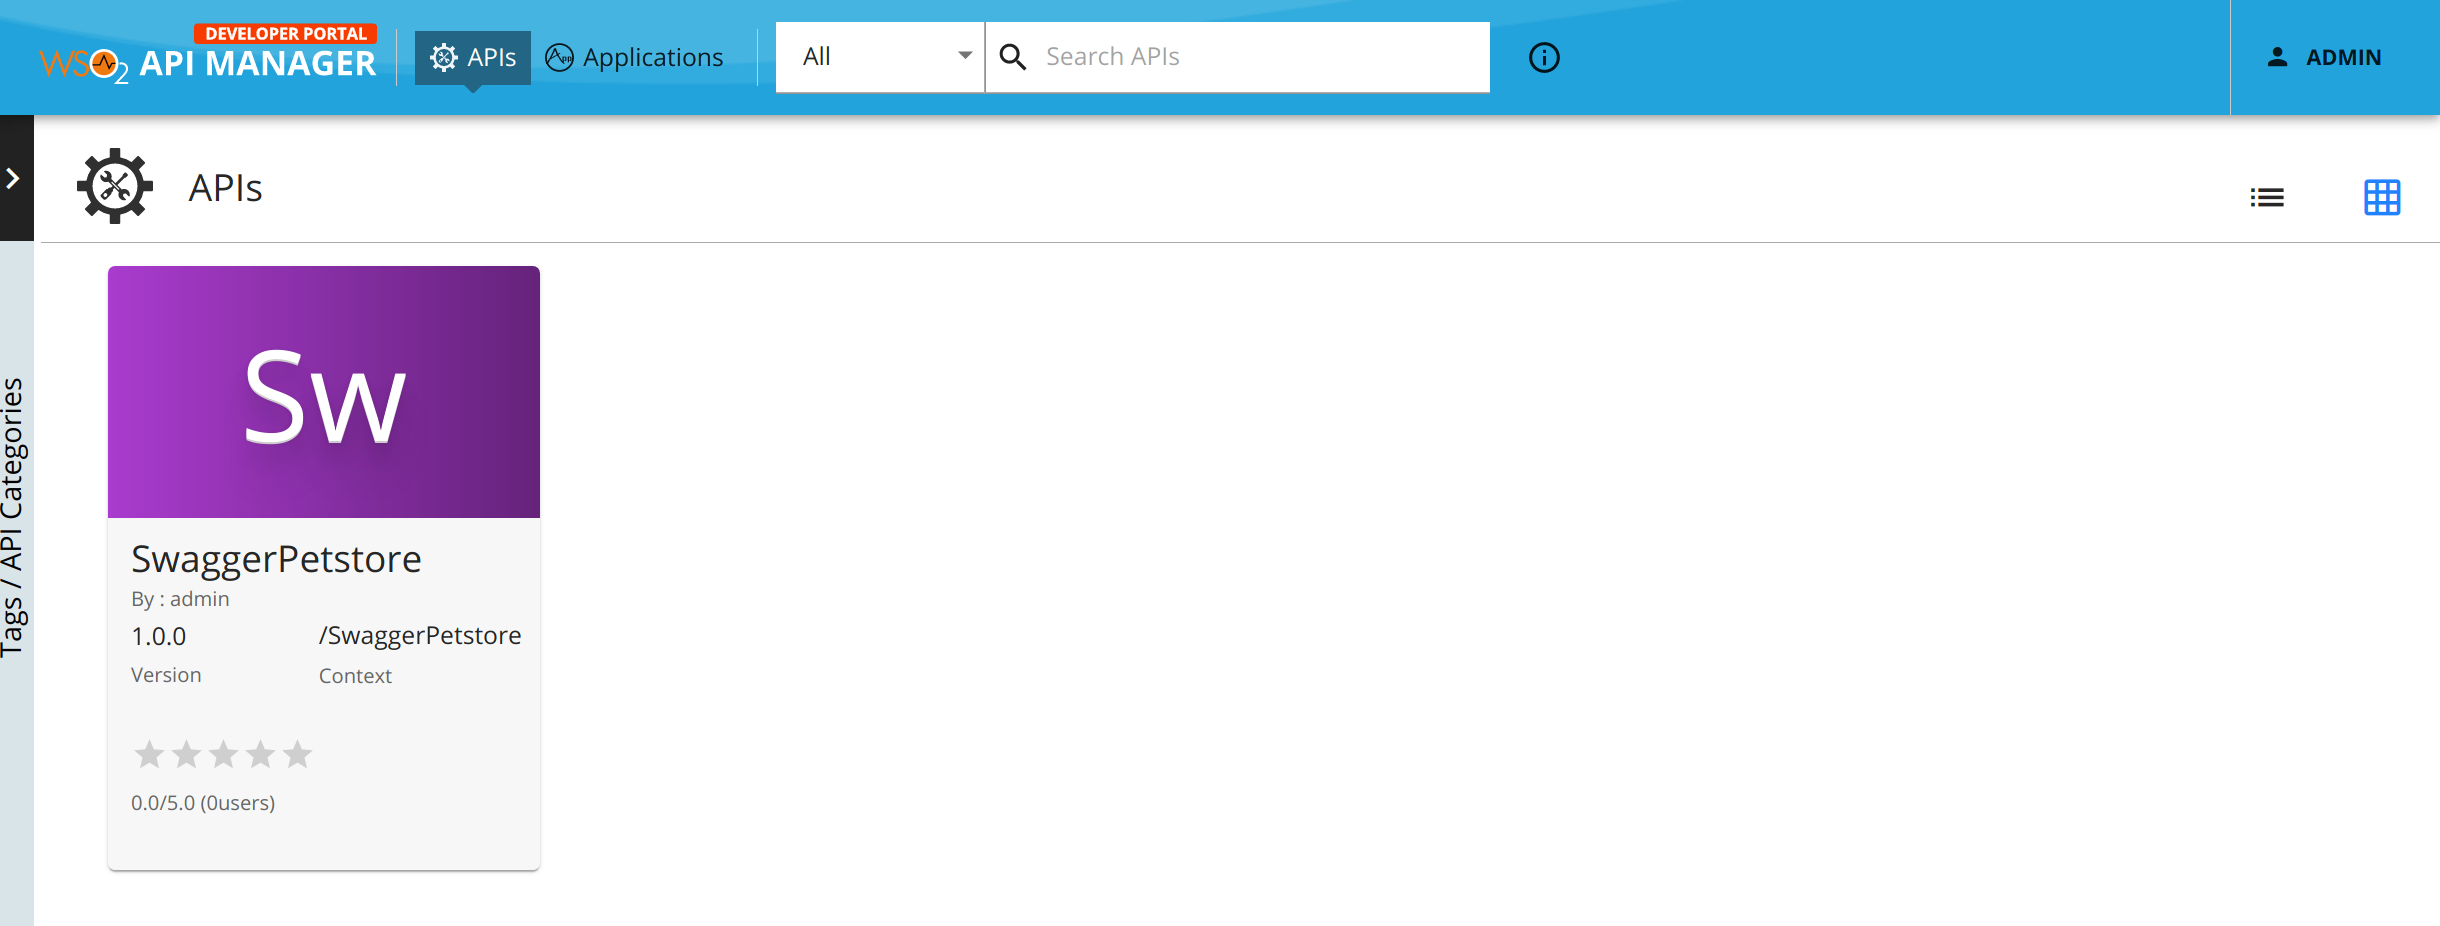 DEVELOPER PORTAL
WSO2 API MANAGER
APIs
App
Applications
All
Search APIs
ADMIN
APIs
Tags / API Categories
Sw
SwaggerPetstore
By : admin
1.0.0 /SwaggerPetstore
Version Context
0.0/5.0 (0users)